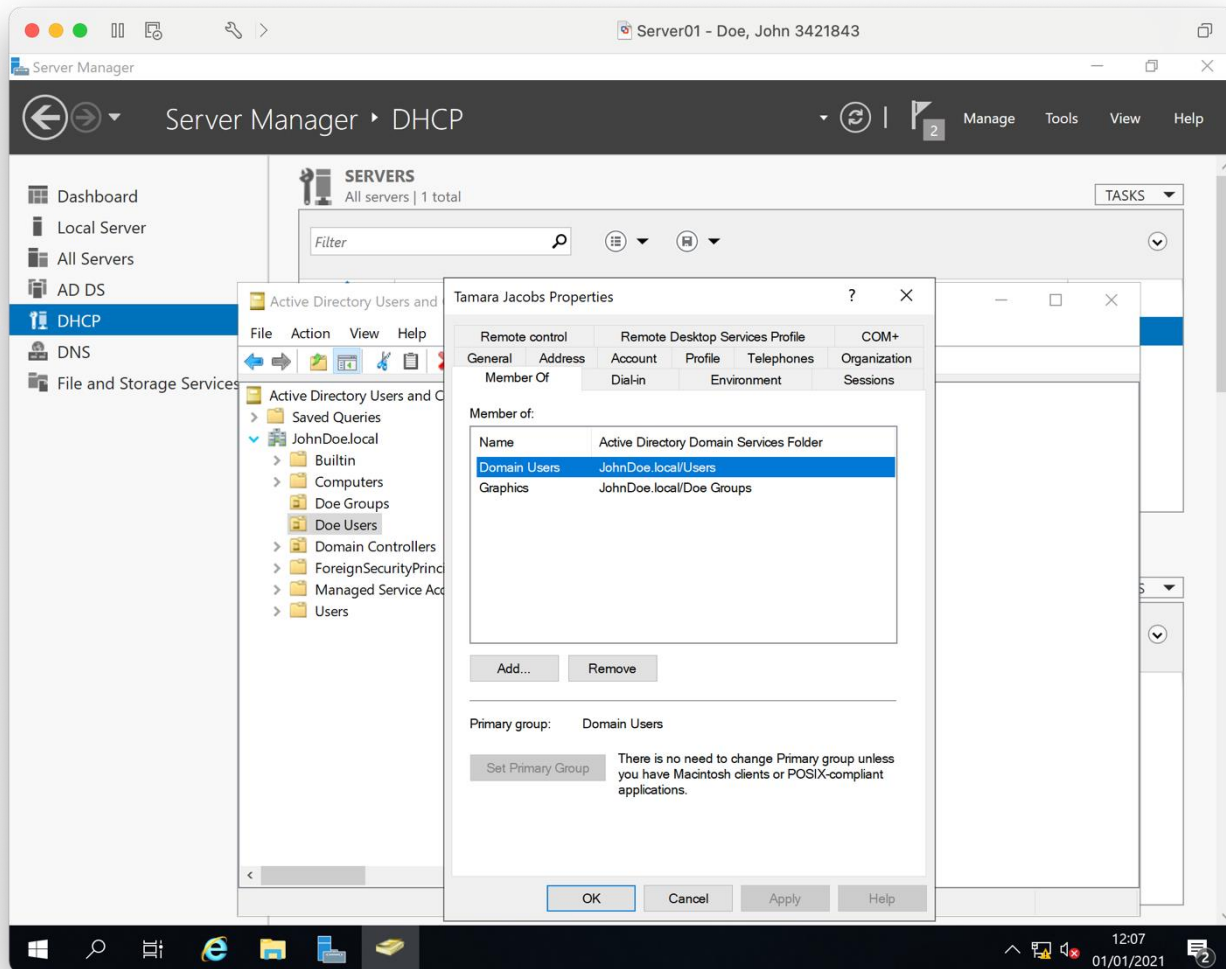 Server01 - Doe, John 3421843
Server Manager
Server Manager • DHCP
2
Manage Tools View Help
Dashboard
Local Server
All Servers
AD DS
DHCP
DNS
File and Storage Services
SERVERS
All servers | 1 total
TASKS
Filter
Active Directory Users and
File Action View Help
Active Directory Users and C
Saved Queries
JohnDoe.local
Builtin
Computers
Doe Groups
Doe Users
Domain Controllers
ForeignSecurityPrinci
Managed Service Acc
Users
Tamara Jacobs Properties
? 
Remote control Remote Desktop Services Profile COM+
General Address Account Profile Telephones Organization
Member Of Dial-in Environment Sessions
Member of:
Name Active Directory Domain Services Folder
Domain Users JohnDoe.local/Users
Graphics JohnDoe.local/Doe Groups
Add... Remove
Primary group: Domain Users
Set Primary Group
There is no need to change Primary group unless
you have Macintosh clients or POSIX-compliant
applications.
OK Cancel Apply Help
12:07
01/01/2021
2